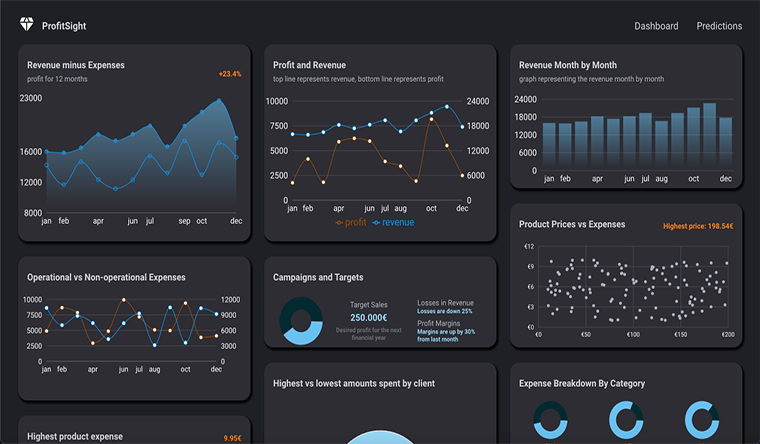 ProfitSight
Dashboard
Predictions
Revenue minus Expenses
profit for 12 months
+23.4%
23000
16000
12000
8000
jan feb apr jun jul sep oct dec
Profit and Revenue
top line represents revenue, bottom line represents profit
10000 24000
7500 18000
5000 12000
2500 6000
0 0
jan feb apr jun jul aug oct dec
profit revenue
Revenue Month by Month
graph representing the revenue month by month
24000
18000
12000
6000
0
jan feb apr jun jul aug oct dec
Product Prices vs Expenses
Highest price: 198.54€
€12
€9
€6
€3
€0
€0 €50 €100 €150 €200
Operational vs Non-operational Expenses
10000 12000
7500 9000
5000 6000
2500 3000
0 0
jan feb apr jun jul aug oct dec
Campaigns and Targets
Target Sales
250.000€
Desired profit for the next
financial year
Losses in Revenue
Losses are down 25%
Profit Margins
Margins are up by 30%
from last month
Highest vs lowest amounts spent by client
Expense Breakdown By Category
Highest product expense
9.95€